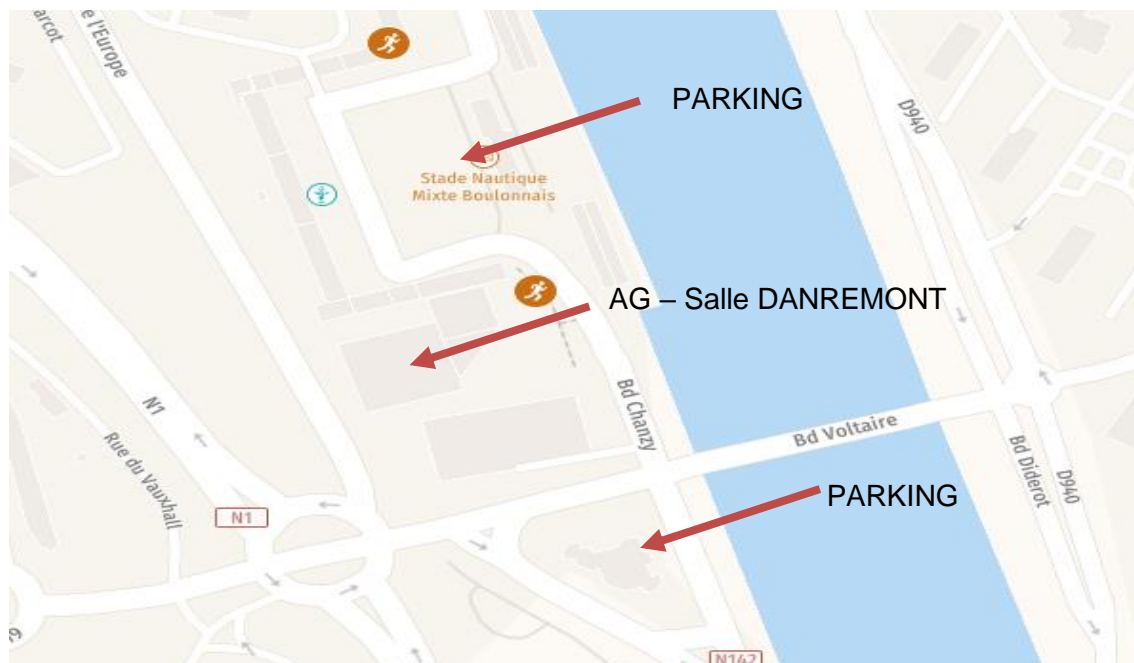 arcot
e l'Europe
PARKING
D940
Stade Nautique
Mixte Boulonnais
AG – Salle DANREMONT
N1
Rue du Vauxhall
Bd Chanzy
Bd Voltaire
Bd Diderot
D940
PARKING
N1
N142